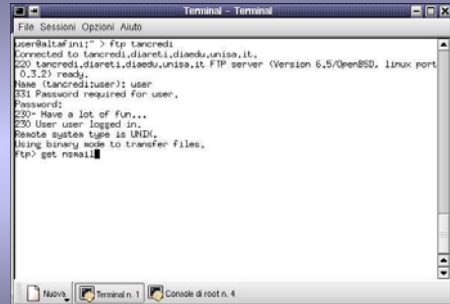 Terminal - Terminal
File Sessioni Opzioni Aiuto
user@altafini:~ > ftp tancredi
Connected to tancredi.diareti.diaedu.unisa.it.
220 tancredi.diareti.diaedu.unisa.it FTP server (Version 6.5/OpenBSD, linux port
0.3.2) ready.
Name (tancredi:user): user
331 Password required for user.
Password:
230- Have a lot of fun...
230 User user logged in.
Remote system type is UNIX.
Using binary mode to transfer files.
ftp> get nsmail
Nuova Terminal n. 1 Console di root n. 4